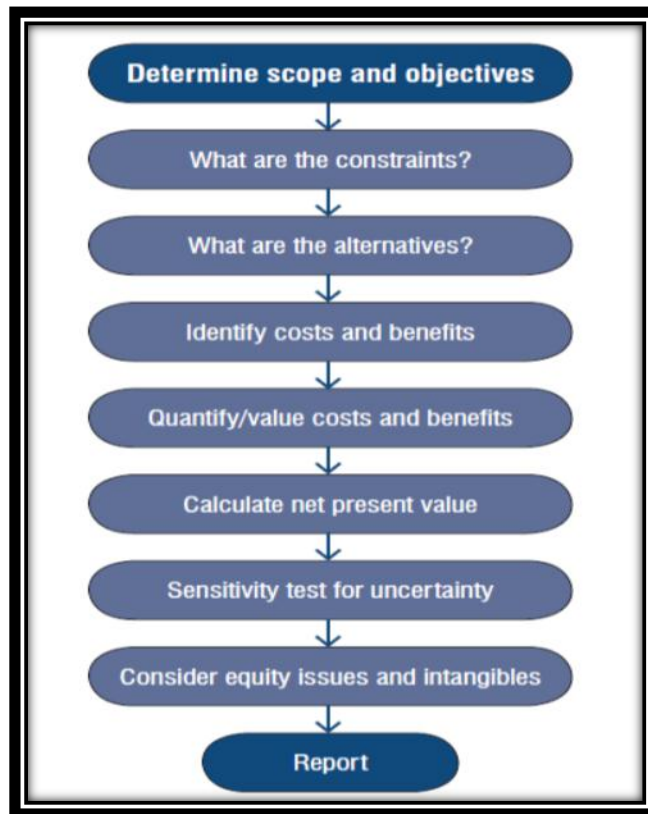 Determine scope and objectives
What are the constraints?
What are the alternatives?
Identify costs and benefits
Quantify/value costs and benefits
Calculate net present value
Sensitivity test for uncertainty
Consider equity issues and intangibles
Report